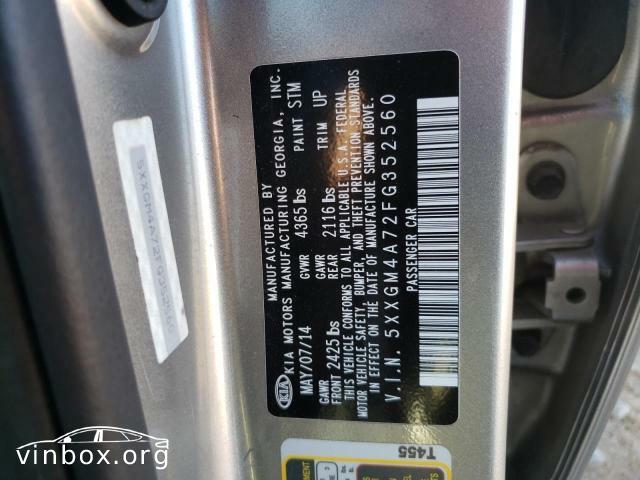 MANUFACTURED BY
KIA KIA MOTORS MANUFACTURING GEORGIA, INC.
MAY/07/14 GVWR 4365 lbs PAINT STM
GAWR FRONT 2425 lbs GAWR REAR 2116 lbs TRIM UP
THIS VEHICLE CONFORMS TO ALL APPLICABLE U.S.A. FEDERAL
MOTOR VEHICLE SAFETY, BUMPER, AND THEFT PREVENTION STANDARDS
IN EFFECT ON THE DATE OF MANUFACTURE SHOWN ABOVE.
V.I.N. 5XXGM4A72FG352560
PASSENGER CAR
5XXGM4A72FG352560
T455
vinbox.org